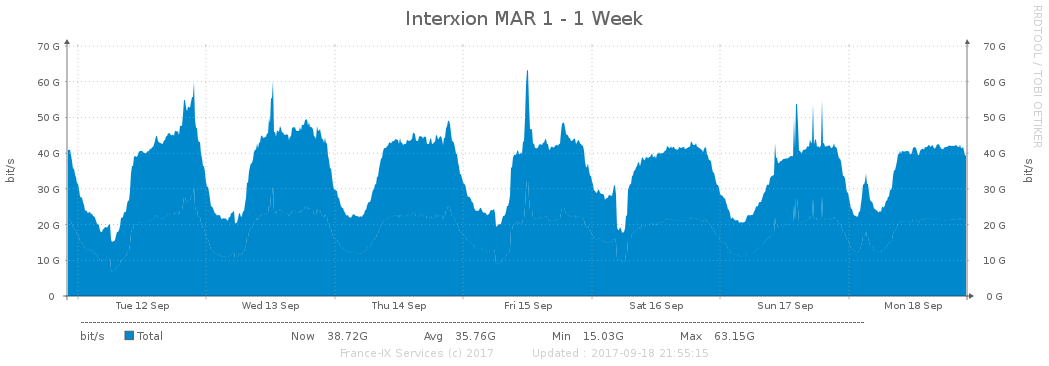 Interxion MAR 1 - 1 Week
RRDTOOL / TOBI OETIKER
bit/s
70 G 70 G
60 G 60 G
50 G 50 G
40 G 40 G
30 G 30 G
20 G 20 G
10 G 10 G
0 0 G
bit/s
Tue 12 Sep Wed 13 Sep Thu 14 Sep Fri 15 Sep Sat 16 Sep Sun 17 Sep Mon 18 Sep
bit/s Total Now 38.72G Avg 35.76G Min 15.03G Max 63.15G
France-IX Services (c) 2017 Updated : 2017-09-18 21:55:15